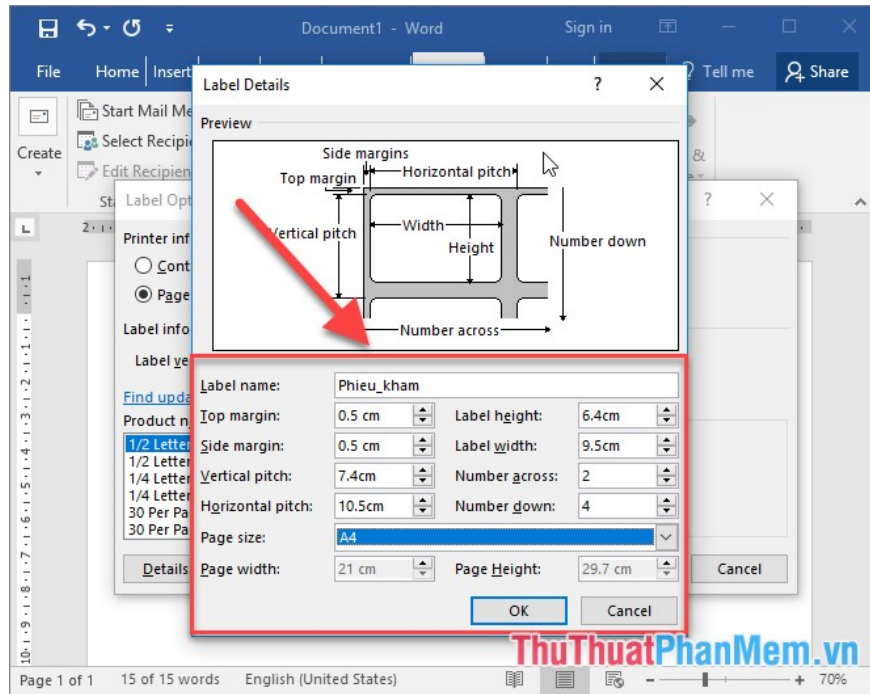 Document1 - Word
Sign in
File
Home
Insert
Tell me
Share
Create
Start Mail Me
Select Recipie
Edit Recipien
&
St
Label Opt
?
Label Details
?
Preview
Side margins
Top margin
Horizontal pitch
Vertical pitch
Width
Height
Number down
Number across
Printer inf
Cont
Page
Label info
Label ve
Find upda
Product n
1/2 Letter
1/2 Letter
1/4 Letter
1/4 Letter
30 Per Pa
30 Per Pa
Details
Cancel
Label name: Phieu_kham
Top margin: 0.5 cm Label height: 6.4cm
Side margin: 0.5 cm Label width: 9.5cm
Vertical pitch: 7.4cm Number across: 2
Horizontal pitch: 10.5cm Number down: 4
Page size: A4
Page width: 21 cm Page Height: 29.7 cm
OK Cancel
ThuThuatPhanMem.vn
Page 1 of 1 15 of 15 words English (United States) 70%